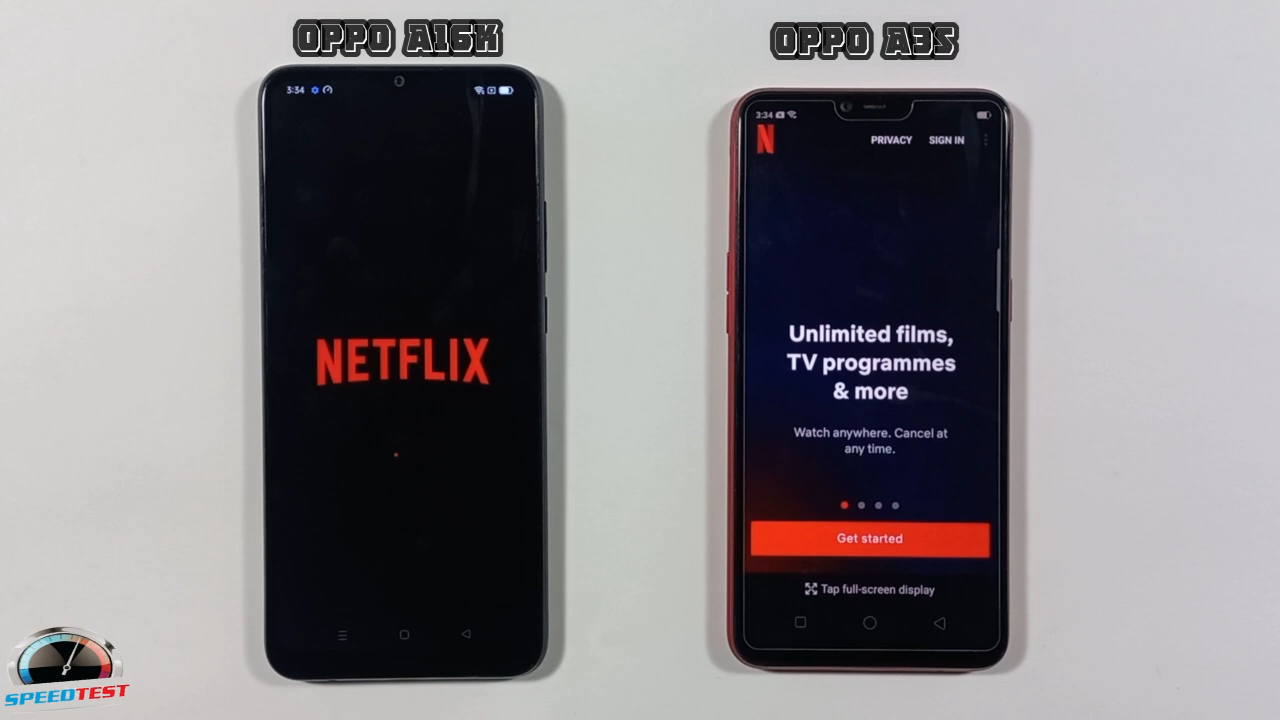 OPPO A16K
OPPO A3S
3:34
NETFLIX
3:34
N
PRIVACY SIGN IN
Unlimited films,
TV programmes
& more
Watch anywhere. Cancel at
any time.
Get started
Tap full-screen display
SPEEDTEST